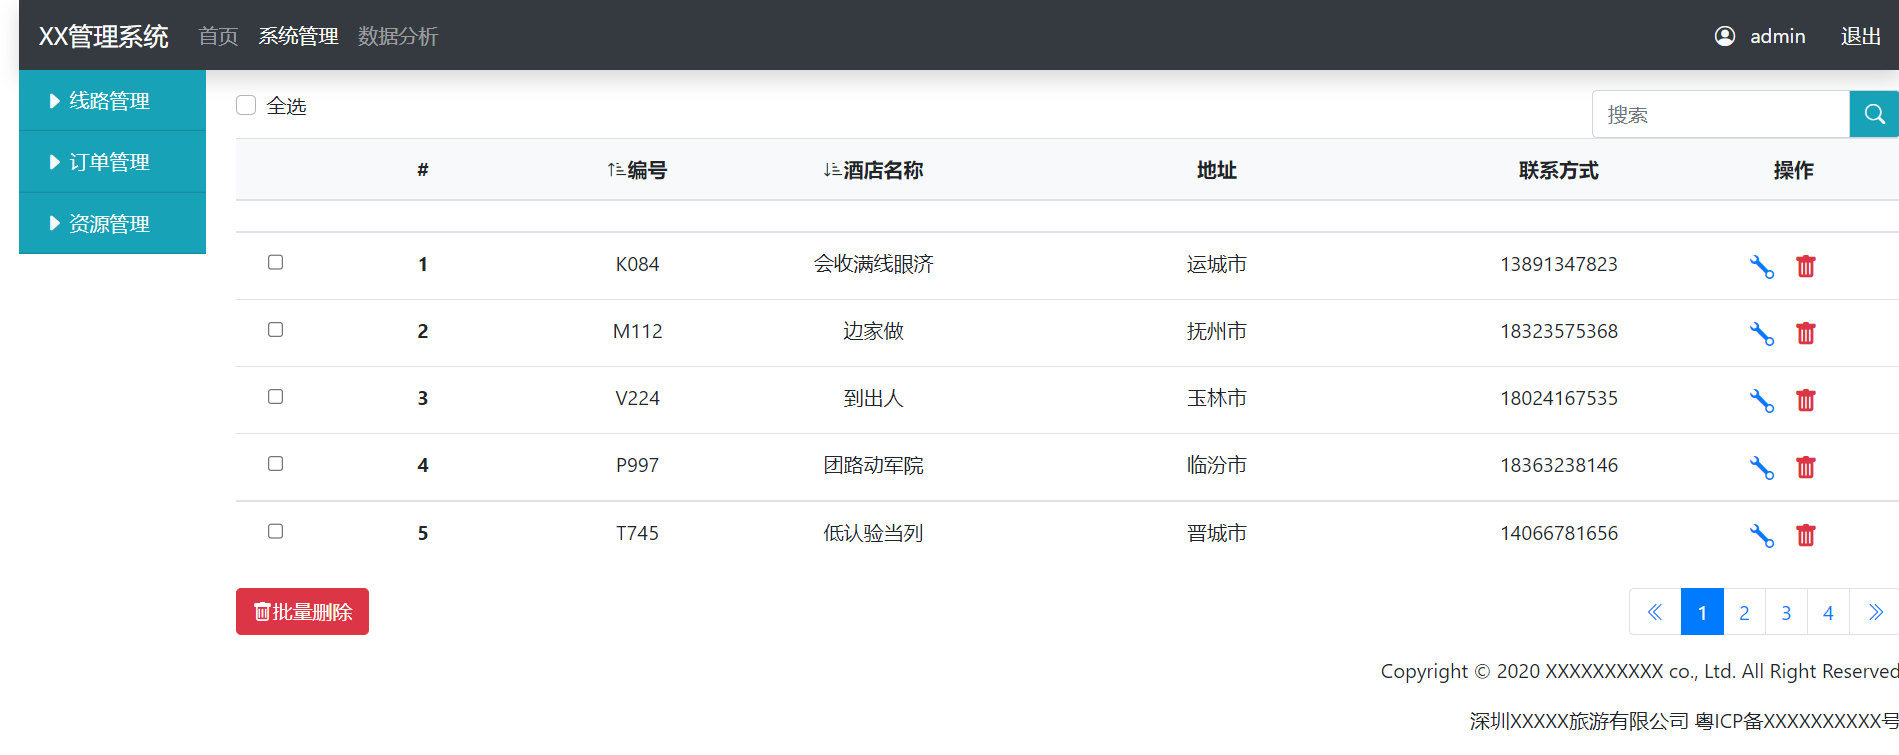 XX管理系统 首页 系统管理 数据分析 admin 退出
线路管理
订单管理
资源管理
全选 搜索
# 编号 酒店名称 地址 联系方式 操作
1 K084 会收满线眼济 运城市 13891347823
2 M112 边家做 抚州市 18323575368
3 V224 到出人 玉林市 18024167535
4 P997 团路动军院 临汾市 18363238146
5 T745 低认验当列 晋城市 14066781656
批量删除 « 1 2 3 4 »
Copyright © 2020 XXXXXXXXXX co., Ltd. All Right Reserved
深圳XXXXX旅游有限公司 粤ICP备XXXXXXXXXX号